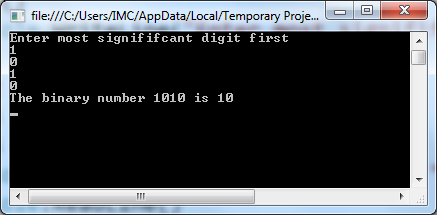 file:///C:/Users/IMC/AppData/Local/Temporary Proje...
Enter most signififcant digit first
1
0
1
0
The binary number 1010 is 10